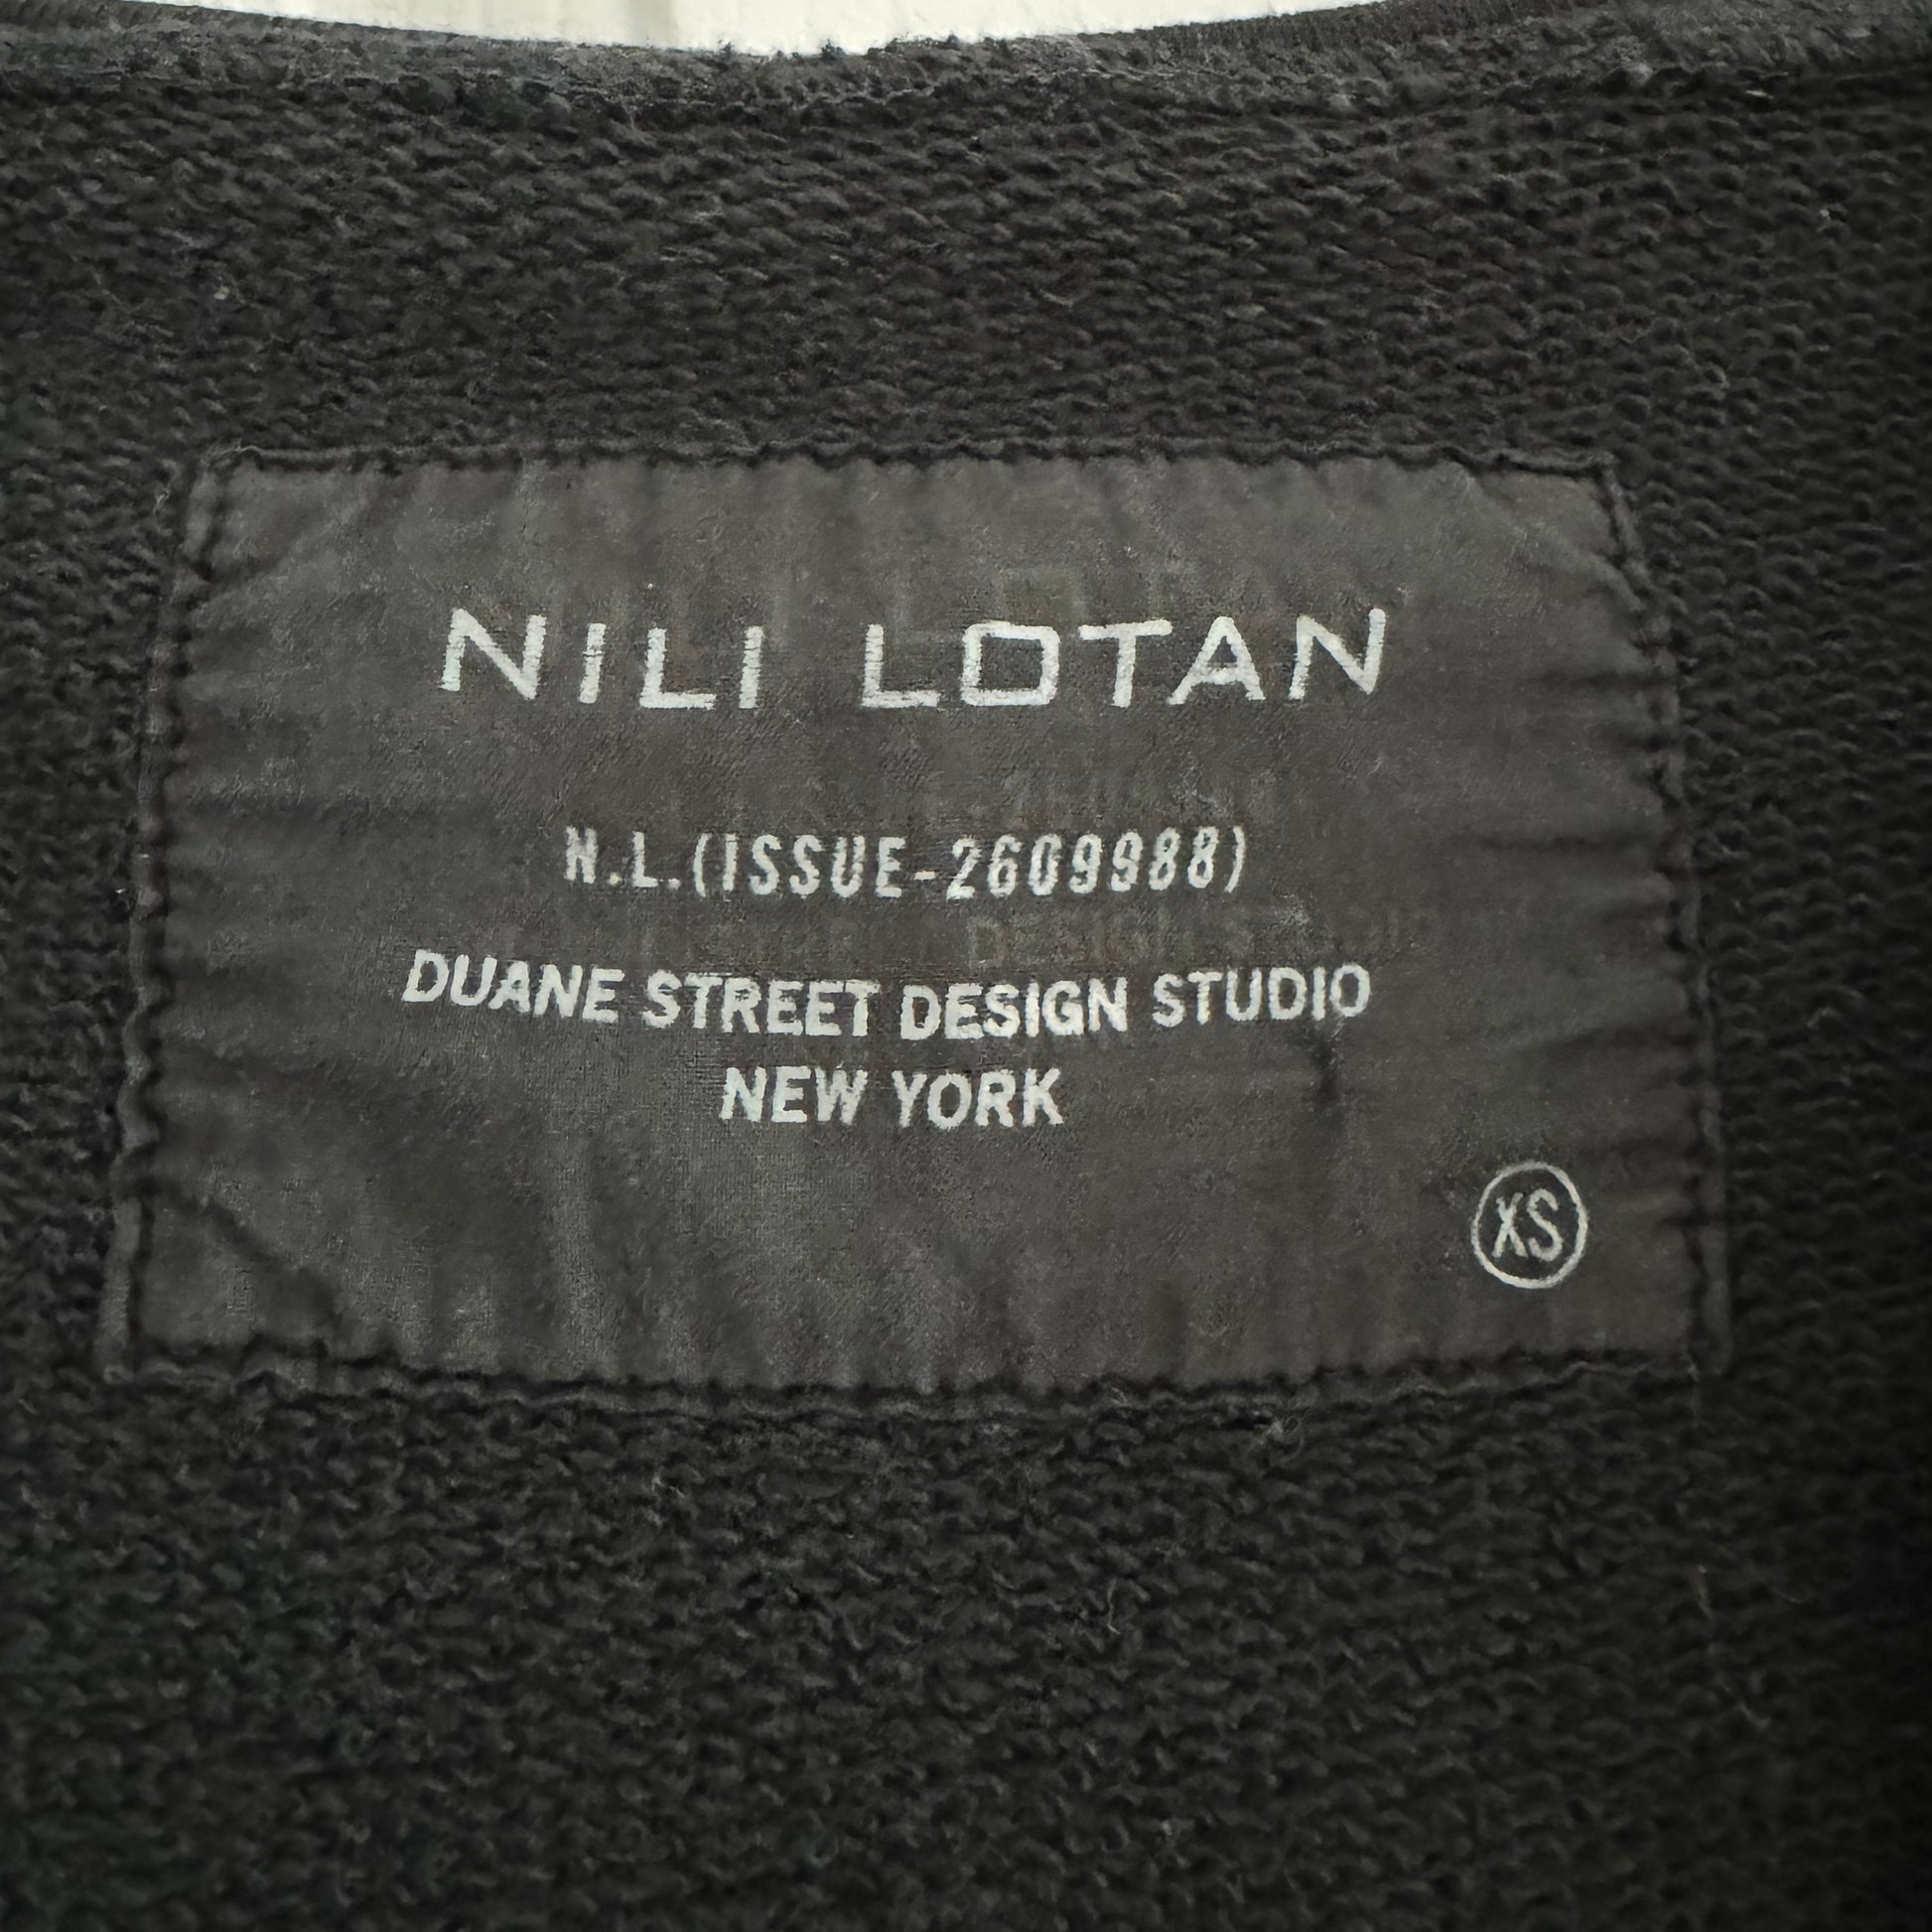 NILI LOTAN
N.L.(ISSUE-2609988)
DUANE STREET DESIGN STUDIO
NEW YORK
XS